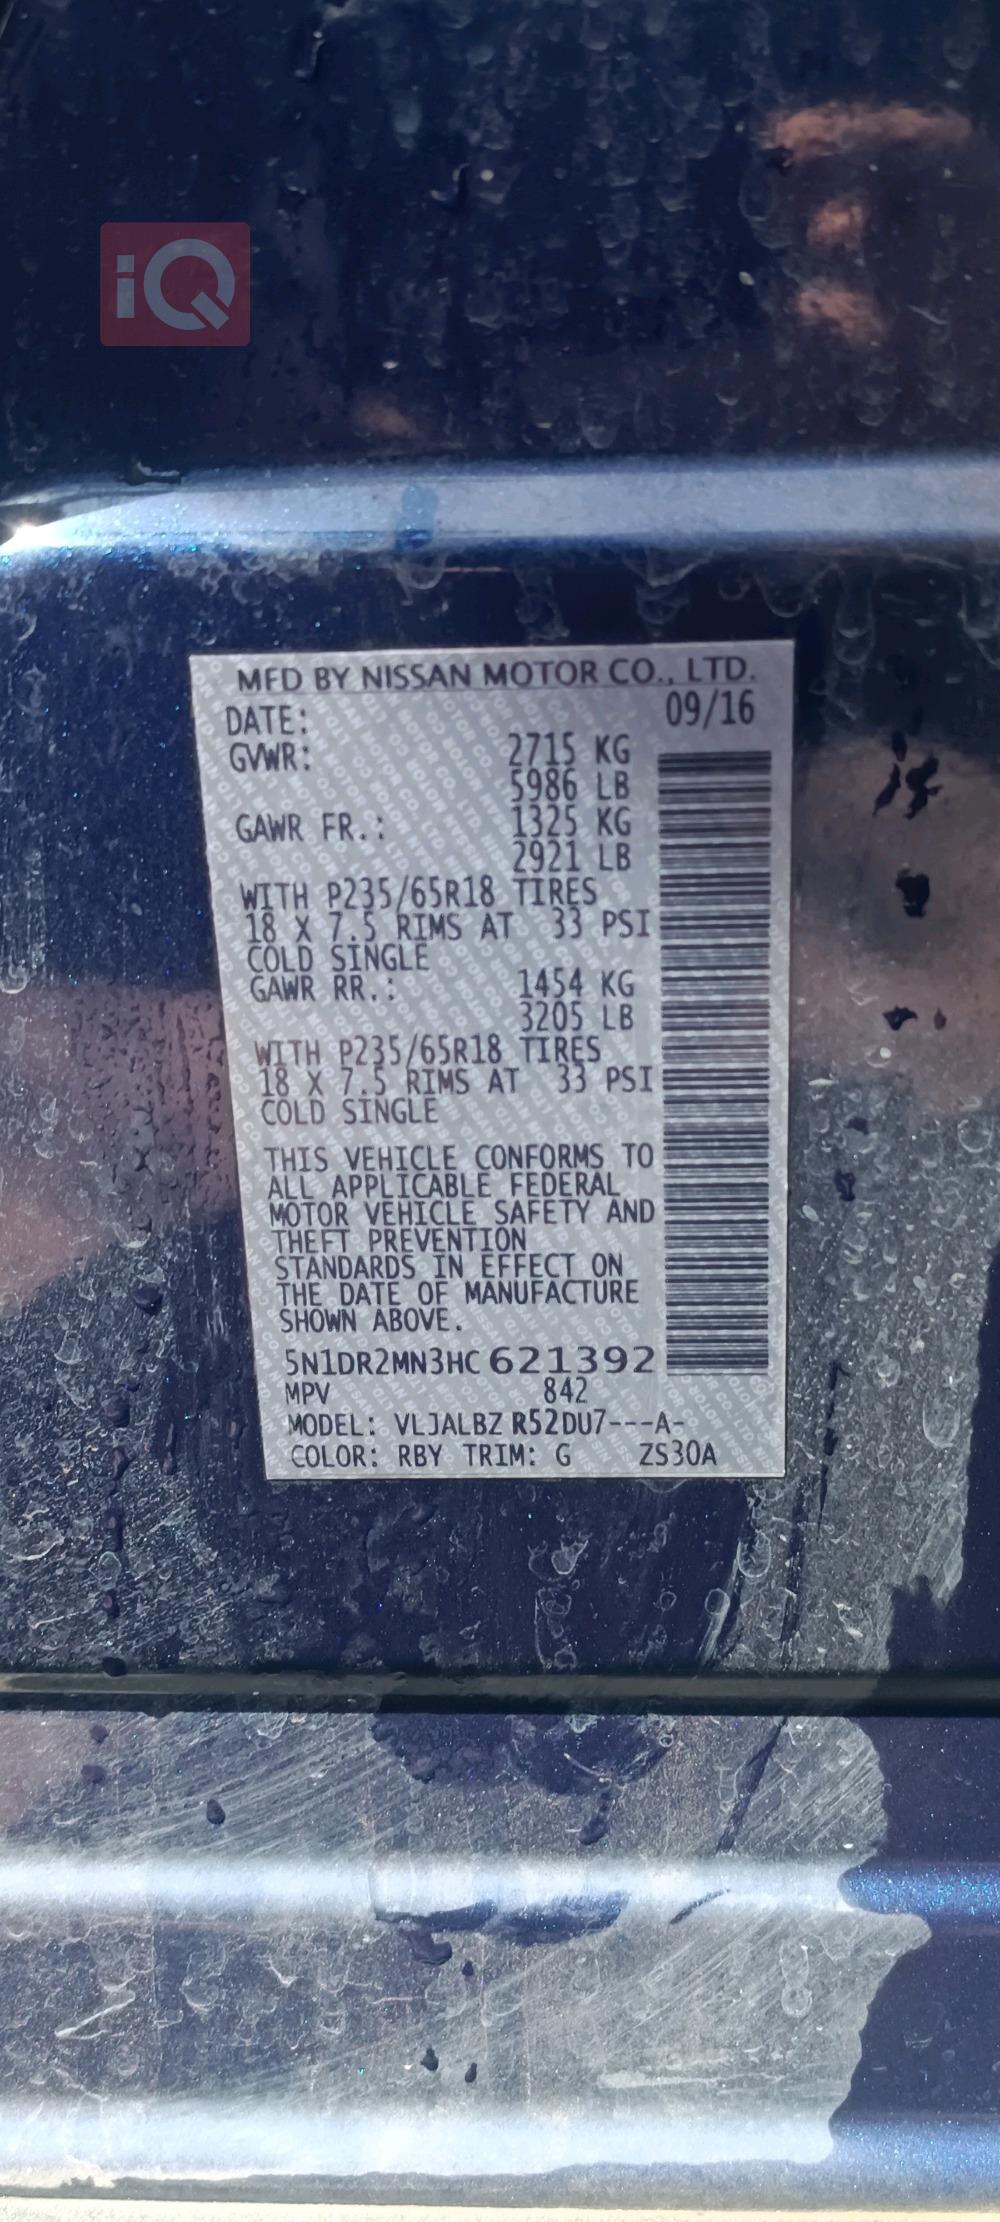 iQ
MFD BY NISSAN MOTOR CO., LTD.
DATE: 09/16
GVWR: 2715 KG
5986 LB
GAWR FR.: 1325 KG
2921 LB
WITH P235/65R18 TIRES
18 X 7.5 RIMS AT 33 PSI
COLD SINGLE
GAWR RR.: 1454 KG
3205 LB
WITH P235/65R18 TIRES
18 X 7.5 RIMS AT 33 PSI
COLD SINGLE
THIS VEHICLE CONFORMS TO
ALL APPLICABLE FEDERAL
MOTOR VEHICLE SAFETY AND
THEFT PREVENTION
STANDARDS IN EFFECT ON
THE DATE OF MANUFACTURE
SHOWN ABOVE.
5N1DR2MN3HC621392
MPV 842
MODEL: VLJALBZ R52DU7---A-
COLOR: RBY TRIM: G ZS30A